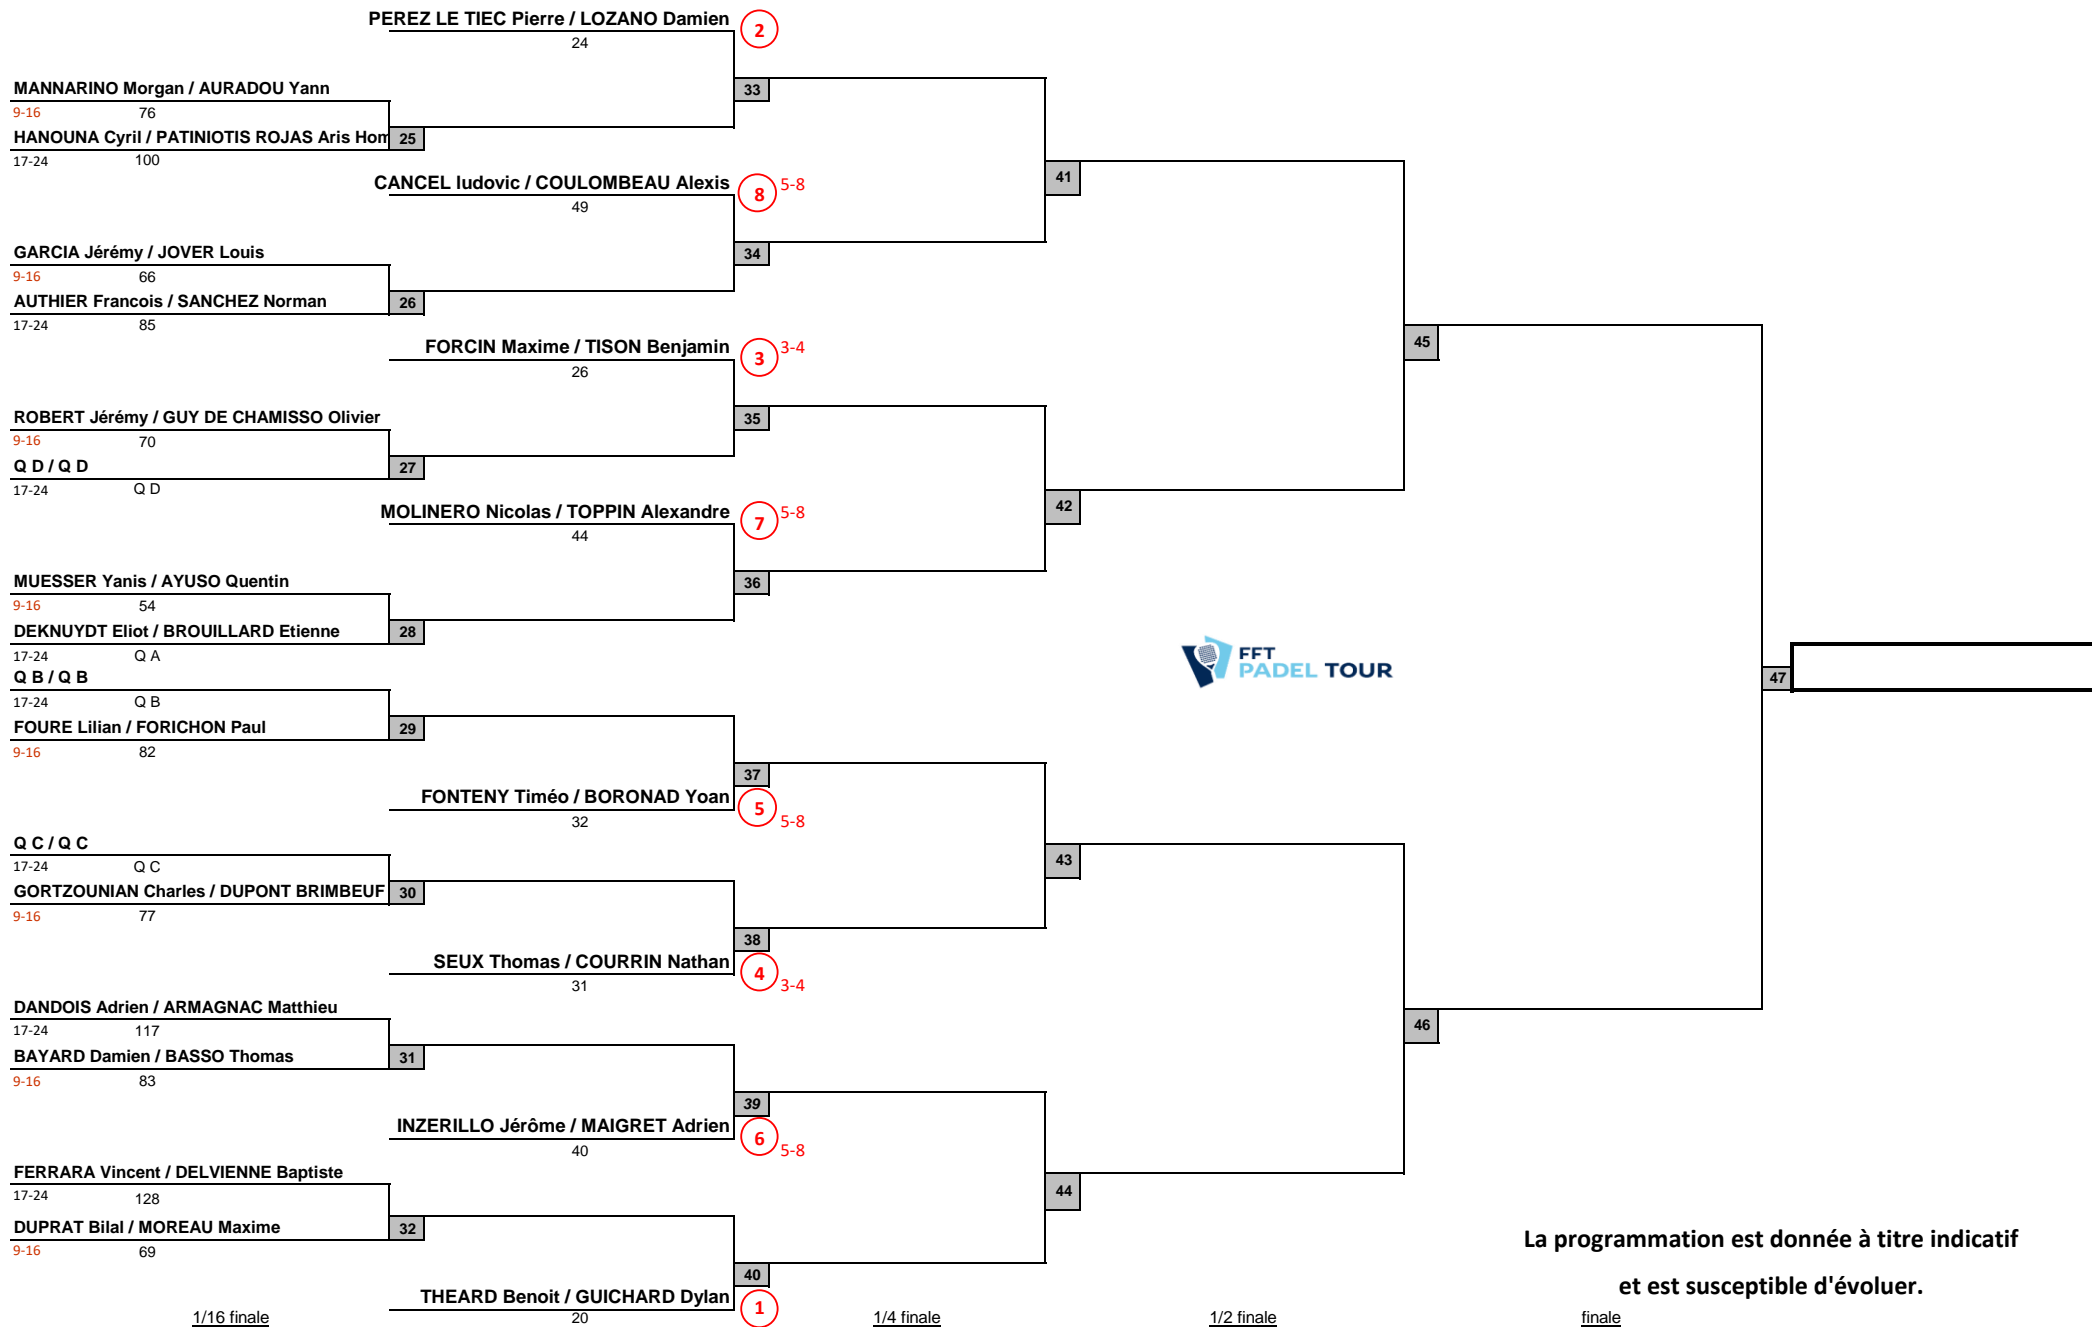 PEREZ LE TIEC Pierre / LOZANO Damien 2
24
MANNARINO Morgan / AURADOU Yann 33
9-16 76
HANOUNA Cyril / PATINIOTIS ROJAS Aris Hom 25
17-24 100
CANCEL ludovic / COULOMBEAU Alexis 8 5-8 41
49
GARCIA Jérémy / JOVER Louis 34
9-16 66
AUTHIER Francois / SANCHEZ Norman 26
17-24 85
FORCIN Maxime / TISON Benjamin 3 3-4 45
26
ROBERT Jérémy / GUY DE CHAMISSO Olivier 35
9-16 70
Q D / Q D 27
17-24 Q D
MOLINERO Nicolas / TOPPIN Alexandre 7 5-8 42
44
MUESSER Yanis / AYUSO Quentin 36
9-16 54
DEKNUYDT Eliot / BROUILLARD Etienne 28
17-24 Q A
FFT
PADEL TOUR
Q B / Q B 47
17-24 Q B
FOURE Lilian / FORICHON Paul 29
9-16 82
37
FONTENY Timéo / BORONAD Yoan 5 5-8
32
Q C / Q C 43
17-24 Q C
GORTZOUNIAN Charles / DUPONT BRIMBEUF 30
9-16 77
38
SEUX Thomas / COURRIN Nathan 4 3-4
31
DANDOIS Adrien / ARMAGNAC Matthieu 46
17-24 117
BAYARD Damien / BASSO Thomas 31
9-16 83
39
INZERILLO Jérôme / MAIGRET Adrien 6 5-8
40
FERRARA Vincent / DELVIENNE Baptiste 44
17-24 128
DUPRAT Bilal / MOREAU Maxime 32
9-16 69
La programmation est donnée à titre indicatif
et est susceptible d'évoluer.
40
THEARD Benoit / GUICHARD Dylan 1
20
1/16 finale 1/4 finale 1/2 finale finale